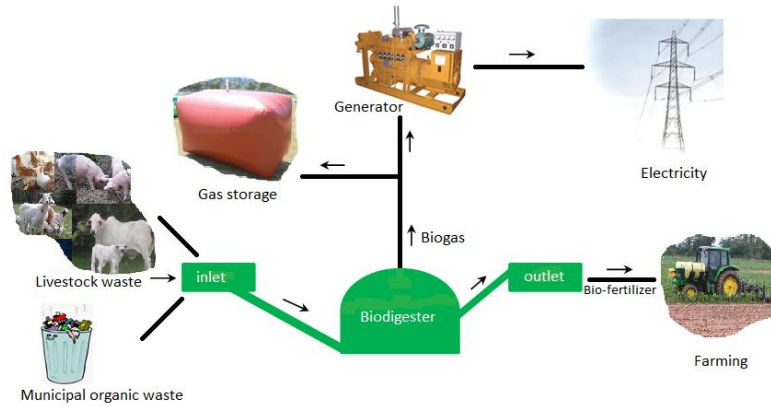 Generator
Electricity
Gas storage
Biogas
Livestock waste
inlet
outlet
Bio-fertilizer
Biodigester
Farming
Municipal organic waste